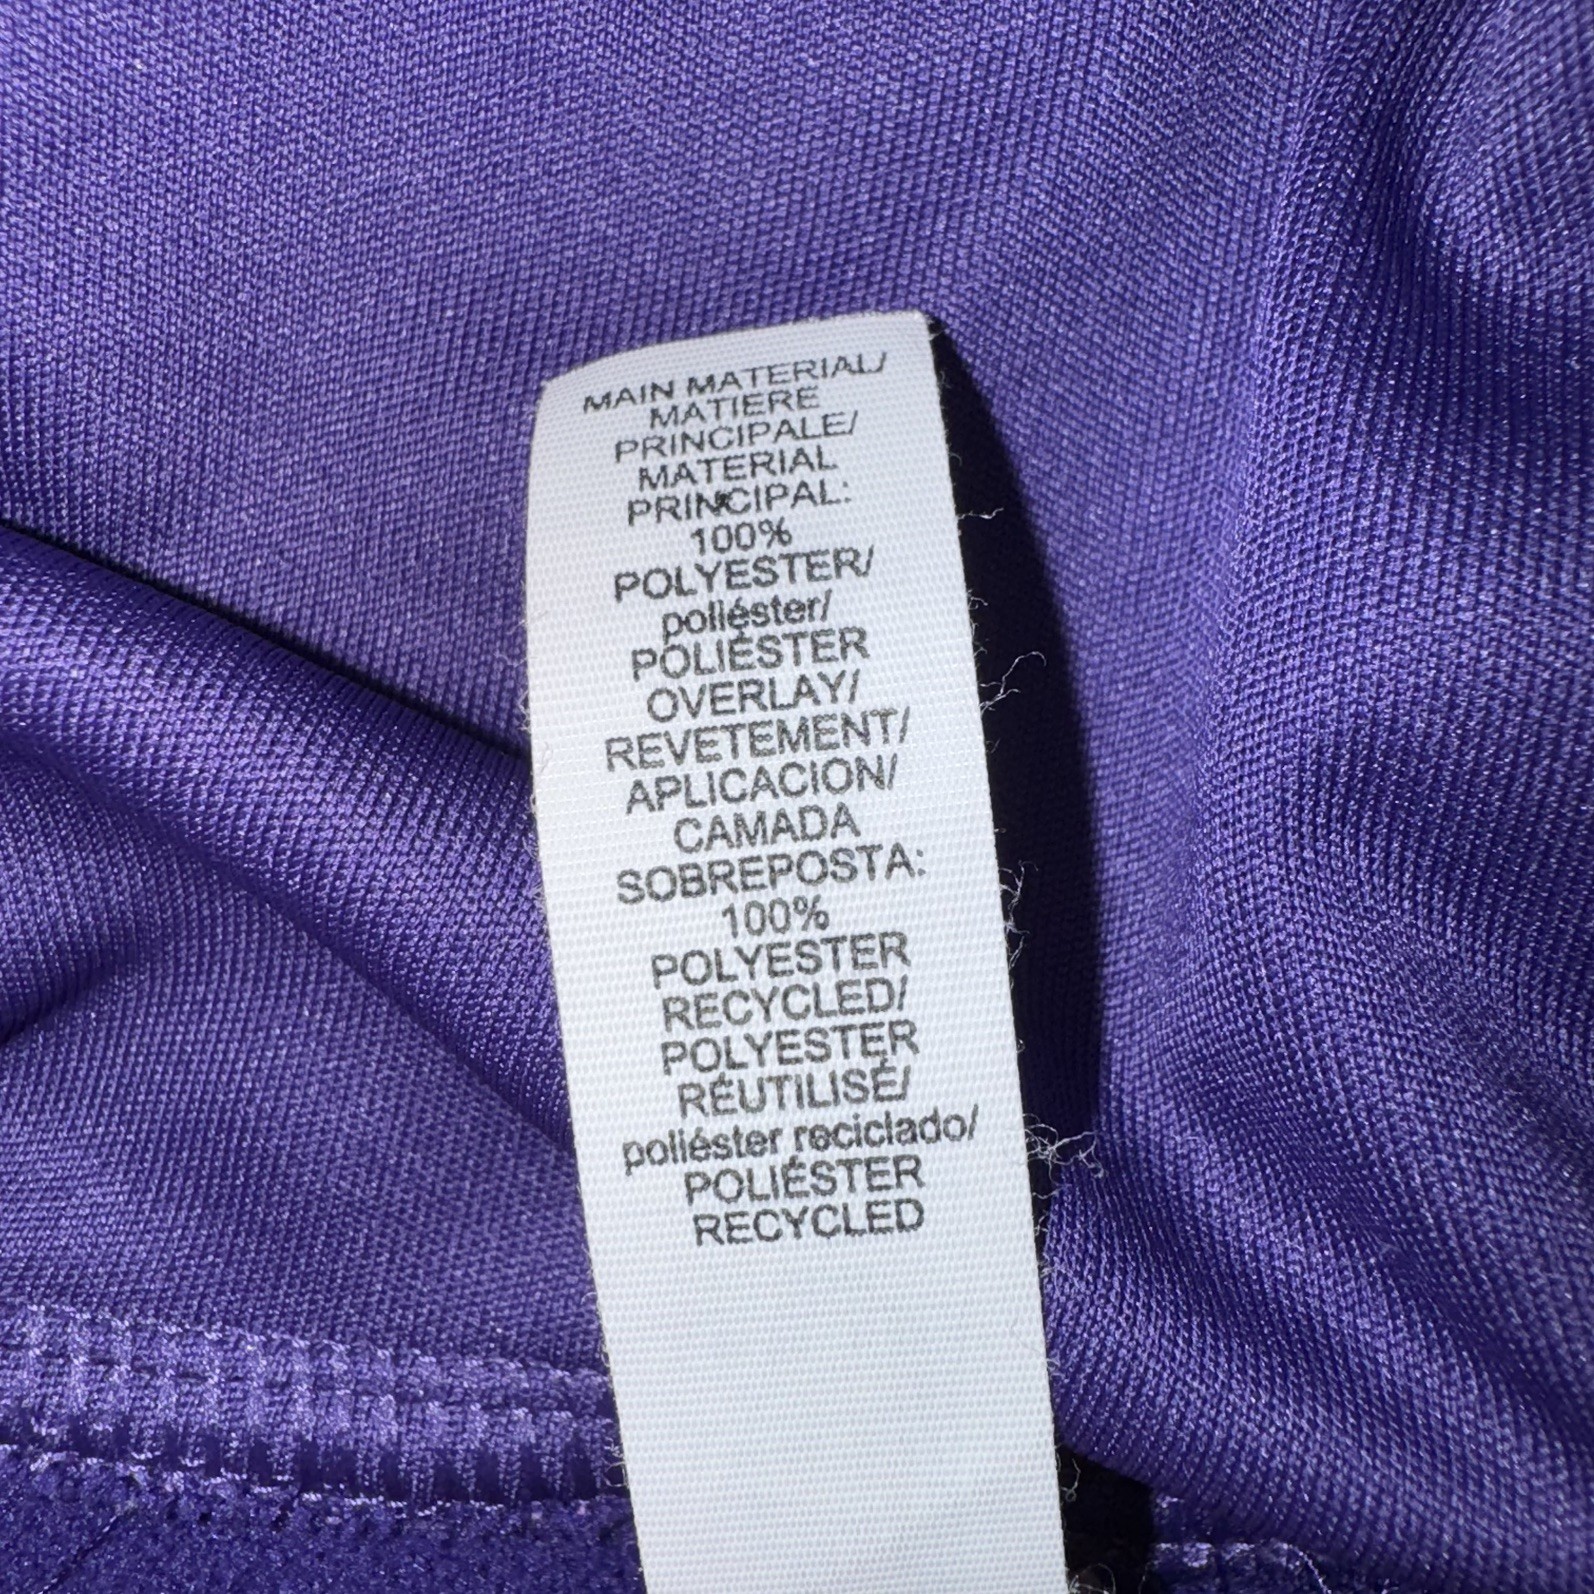 MAIN MATERIAL/
MATIERE
PRINCIPALE/
MATERIAL
PRINCIPAL:
100%
POLYESTER/
poliéster/
POLIÉSTER
OVERLAY/
REVETEMENT/
APLICACION/
CAMADA
SOBREPOSTA:
100%
POLYESTER
RECYCLED/
POLYESTER
RÉUTILISÉ/
poliéster reciclado/
POLIÉSTER
RECYCLED